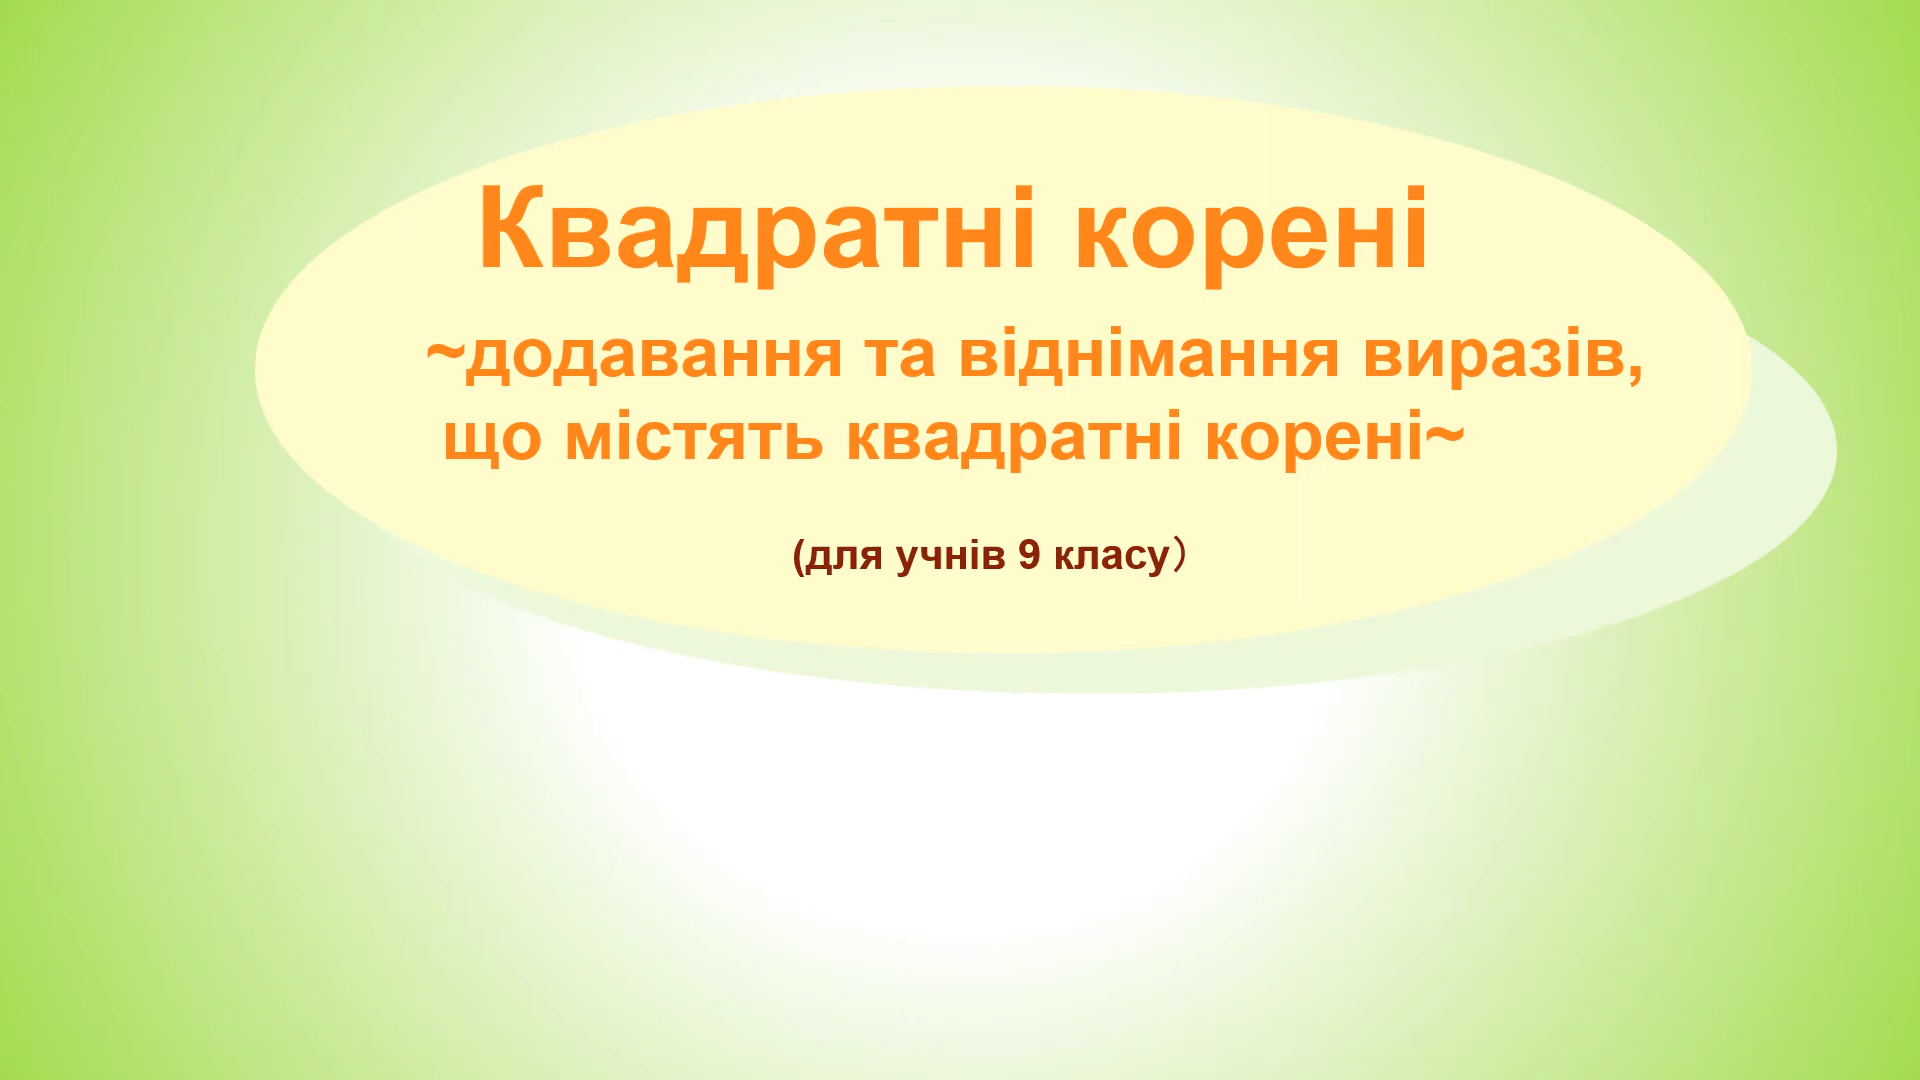 Квадратні корені
~додавання та віднімання виразів,
що містять квадратні корені~
(для учнів 9 класу）